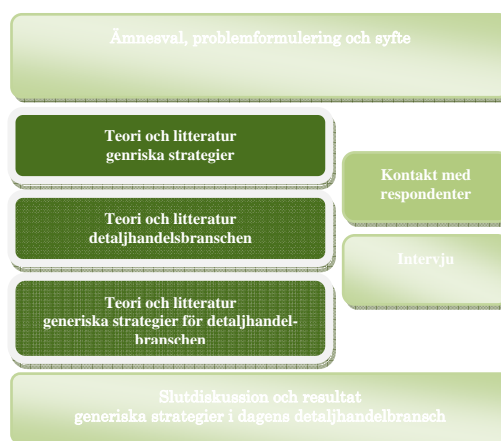 Ämnesval, problemformulering och syfte
Teori och litteratur
genriska strategier
Kontakt med
respondenter
Teori och litteratur
detaljhandelsbranschen
Intervju
Teori och litteratur
generiska strategier för detaljhandel-
branschen
Slutdiskussion och resultat
generiska strategier i dagens detaljhandelbransch